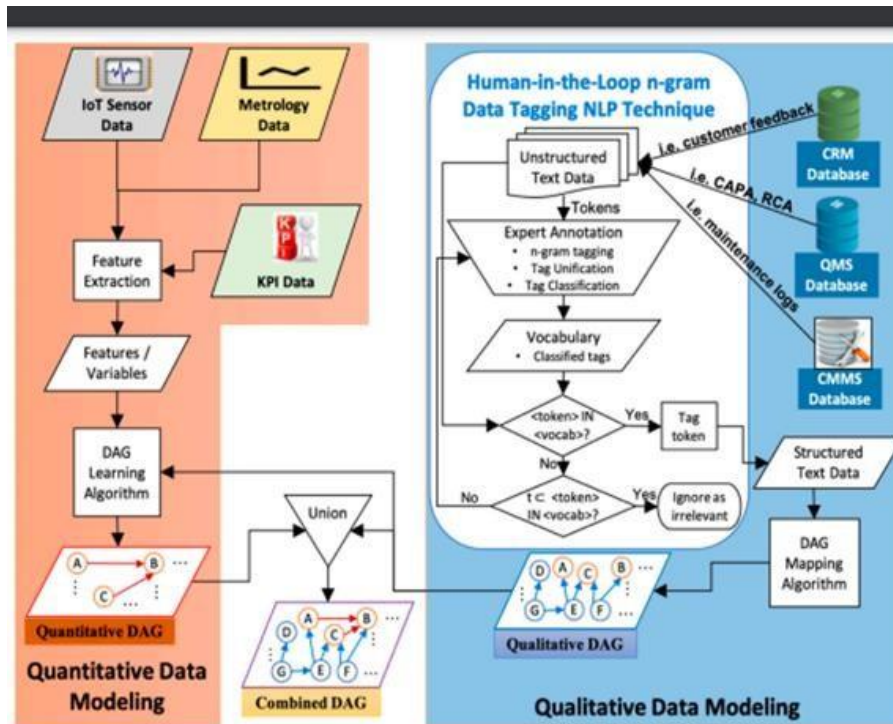 IoT Sensor
Data
Metrology
Data
KPI
KPI Data
Feature
Extraction
Features /
Variables
DAG
Learning
Algorithm
A
B
...
C
...
Quantitative DAG
Quantitative Data
Modeling
Union
D
A
B
...
C
G
E
F
...
Combined DAG
Human-in-the-Loop n-gram
Data Tagging NLP Technique
Unstructured
Text Data
Tokens
Expert Annotation
• n-gram tagging
• Tag Unification
• Tag Classification
Vocabulary
• Classified tags
<token> IN
<vocab>?
Yes
Tag
token
No
t ⊂ <token>
IN <vocab>?
No
Yes
Ignore as
irrelevant
i.e. customer feedback
i.e. CAPA, RCA
i.e. maintenance logs
CRM
Database
QMS
Database
CMMS
Database
Structured
Text Data
DAG
Mapping
Algorithm
D
A
C
B
...
G
E
F
...
Qualitative DAG
Qualitative Data Modeling